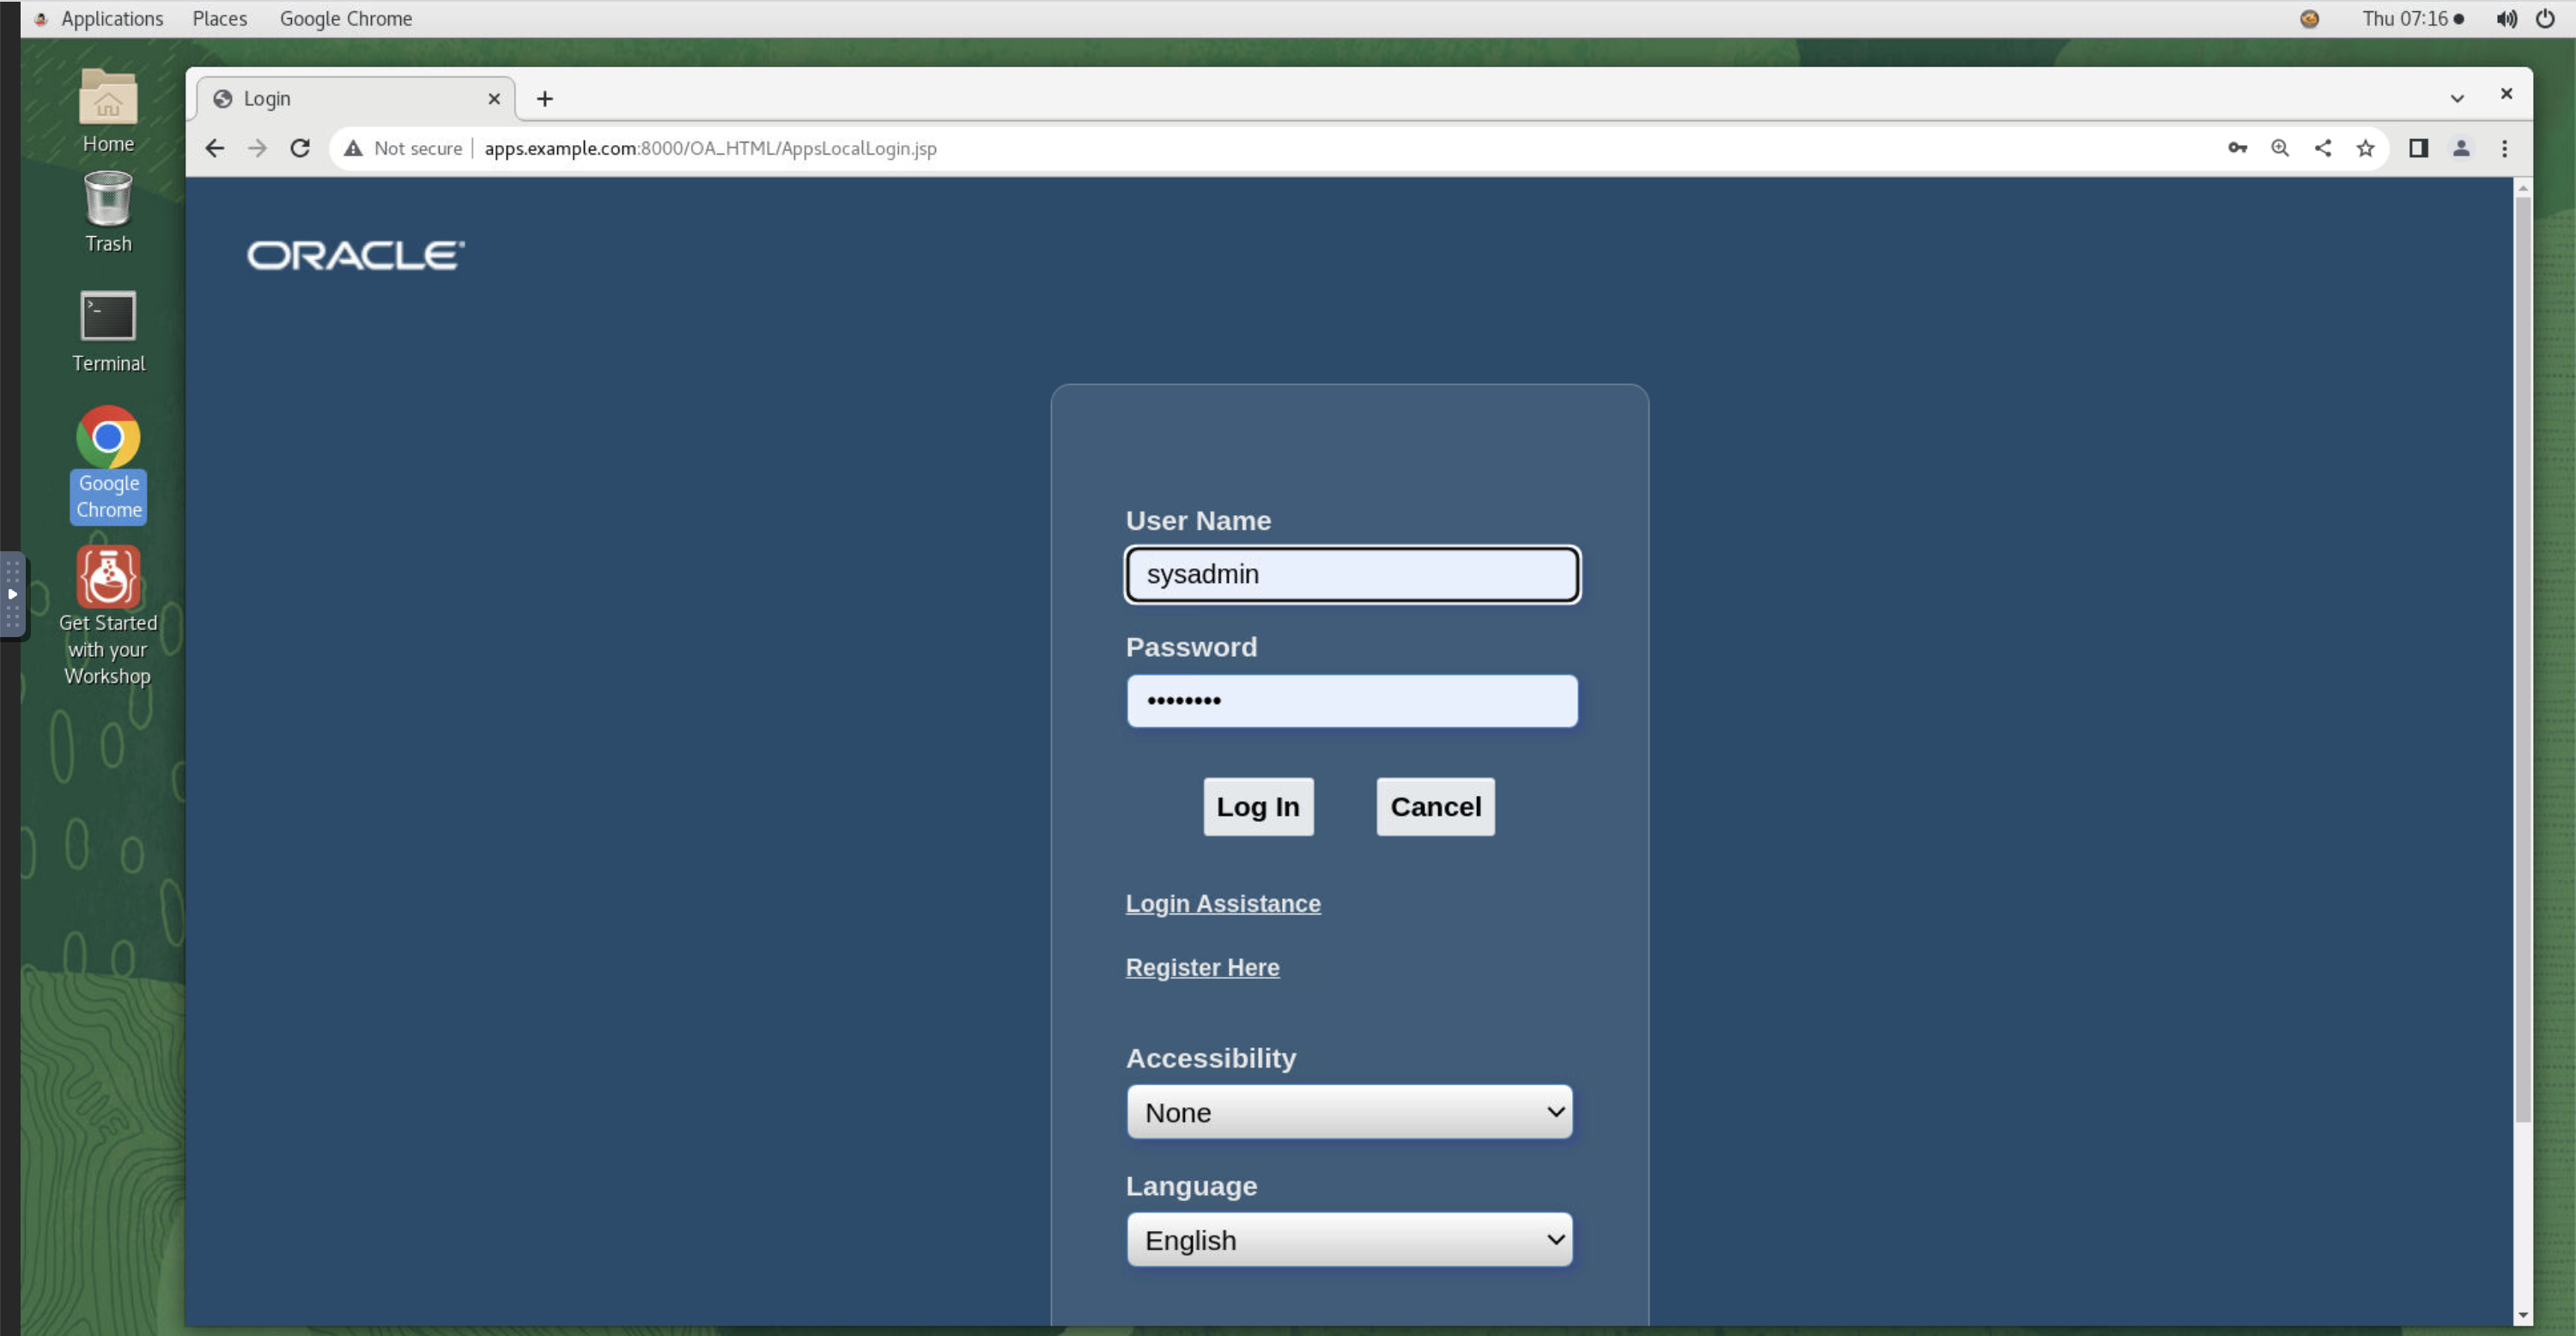 Applications Places Google Chrome Thu 07:16
Login
Not secure apps.example.com:8000/OA_HTML/AppsLocalLogin.jsp
Home
Trash
Terminal
Google
Chrome
Get Started
with your
Workshop
ORACLE
User Name
sysadmin
Password
••••••••
Log In Cancel
Login Assistance
Register Here
Accessibility
None
Language
English